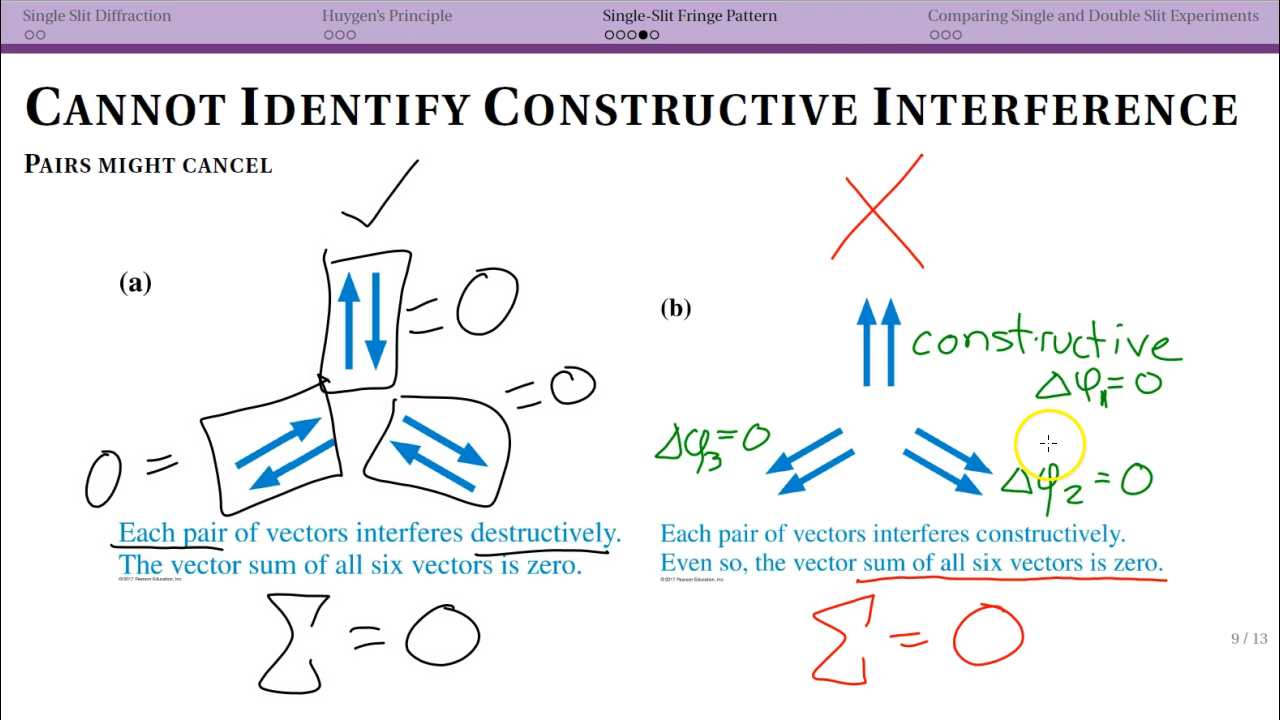 Single Slit Diffraction Huygen's Principle Single-Slit Fringe Pattern Comparing Single and Double Slit Experiments
CANNOT IDENTIFY CONSTRUCTIVE INTERFERENCE
PAIRS MIGHT CANCEL
(a)
= 0
= 0
0 =
Each pair of vectors interferes destructively.
The vector sum of all six vectors is zero.
©2017 Pearson Education, Inc.
Σ = 0
(b)
constructive
Δφ₁ = 0
Δφ₃ = 0
Δφ₂ = 0
Each pair of vectors interferes constructively.
Even so, the vector sum of all six vectors is zero.
©2017 Pearson Education, Inc.
Σ = 0
9 / 13